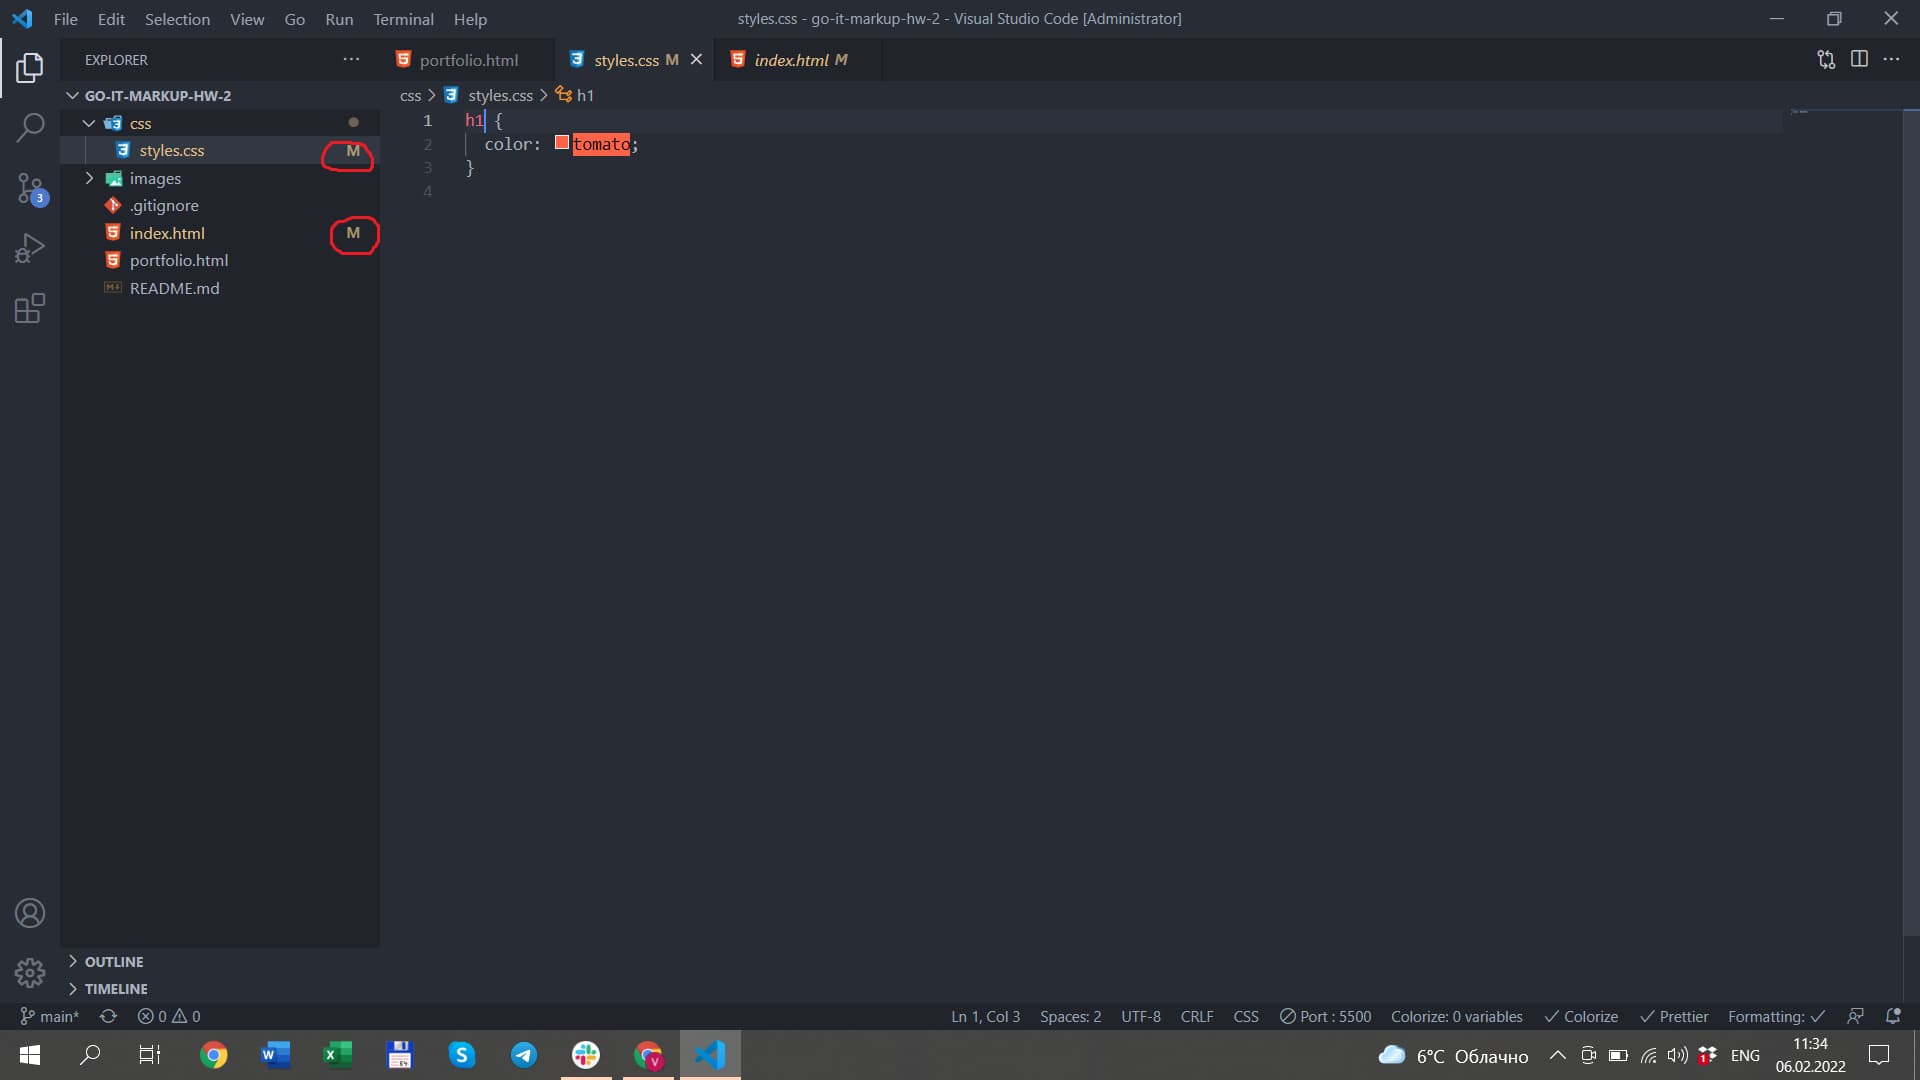 File Edit Selection View Go Run Terminal Help
styles.css - go-it-markup-hw-2 - Visual Studio Code [Administrator]
EXPLORER
portfolio.html
styles.css M
index.html M
GO-IT-MARKUP-HW-2
css
styles.css M
images
.gitignore
index.html M
portfolio.html
README.md
css > styles.css > h1
1 h1 {
2 color: tomato;
3 }
4
3
OUTLINE
TIMELINE
main* 0 0 Ln 1, Col 3 Spaces: 2 UTF-8 CRLF CSS Port : 5500 Colorize: 0 variables Colorize Prettier Formatting:
6°C Облачно ENG
11:34
06.02.2022